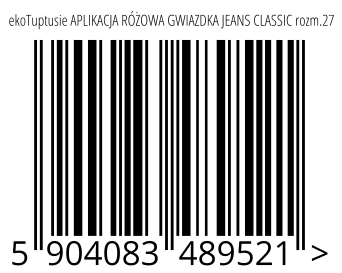 ekoTuptusie APLIKACJA RÓŻOWA GWIAZDKA JEANS CLASSIC rozm.27
5 904083 489521 >